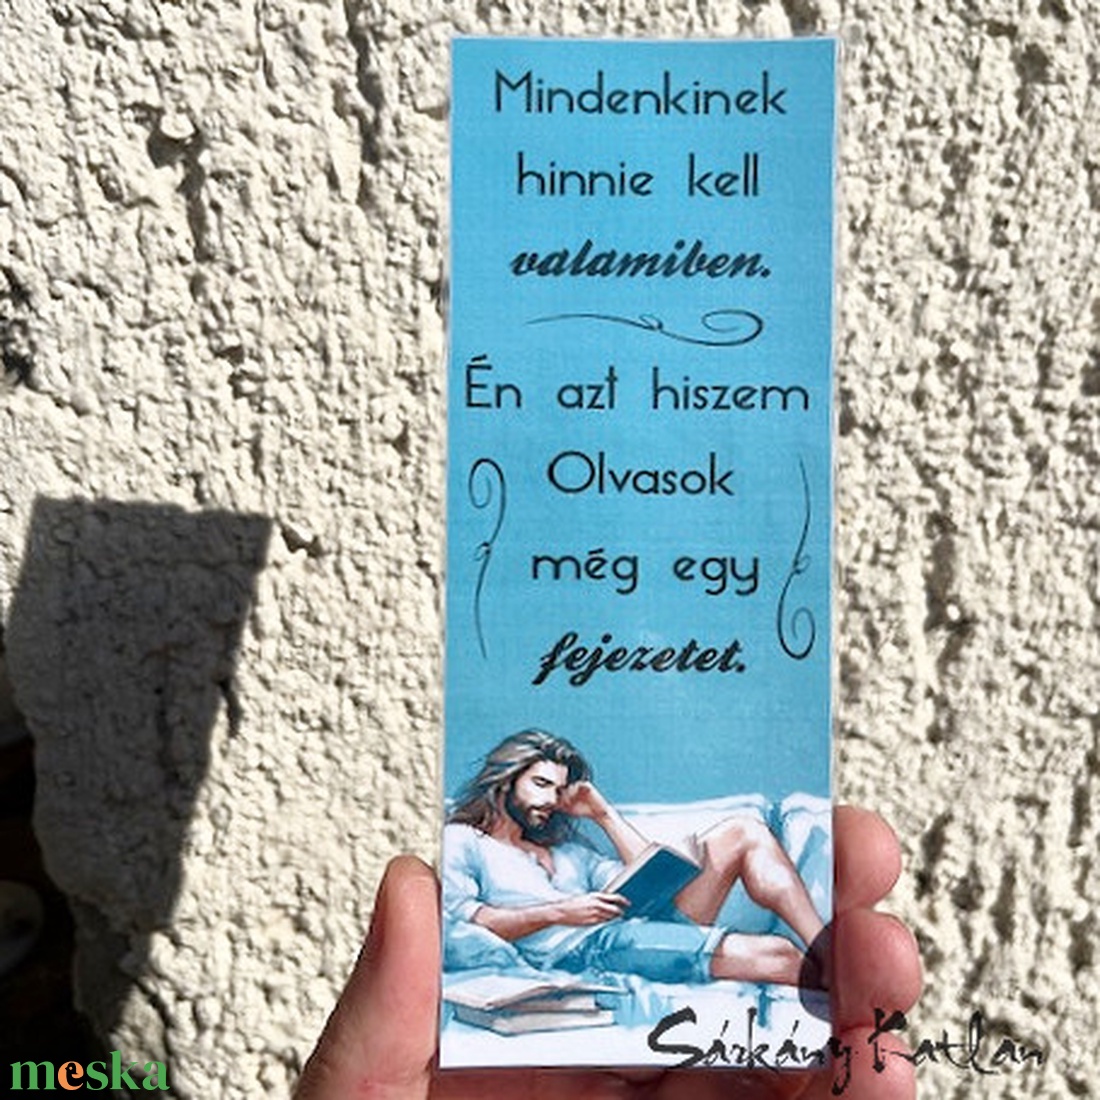 Mindenkinek
hinnie kell
valamiben.
Én azt hiszem
Olvasok
még egy
fejezetet.
Sárkány Katlan
meska